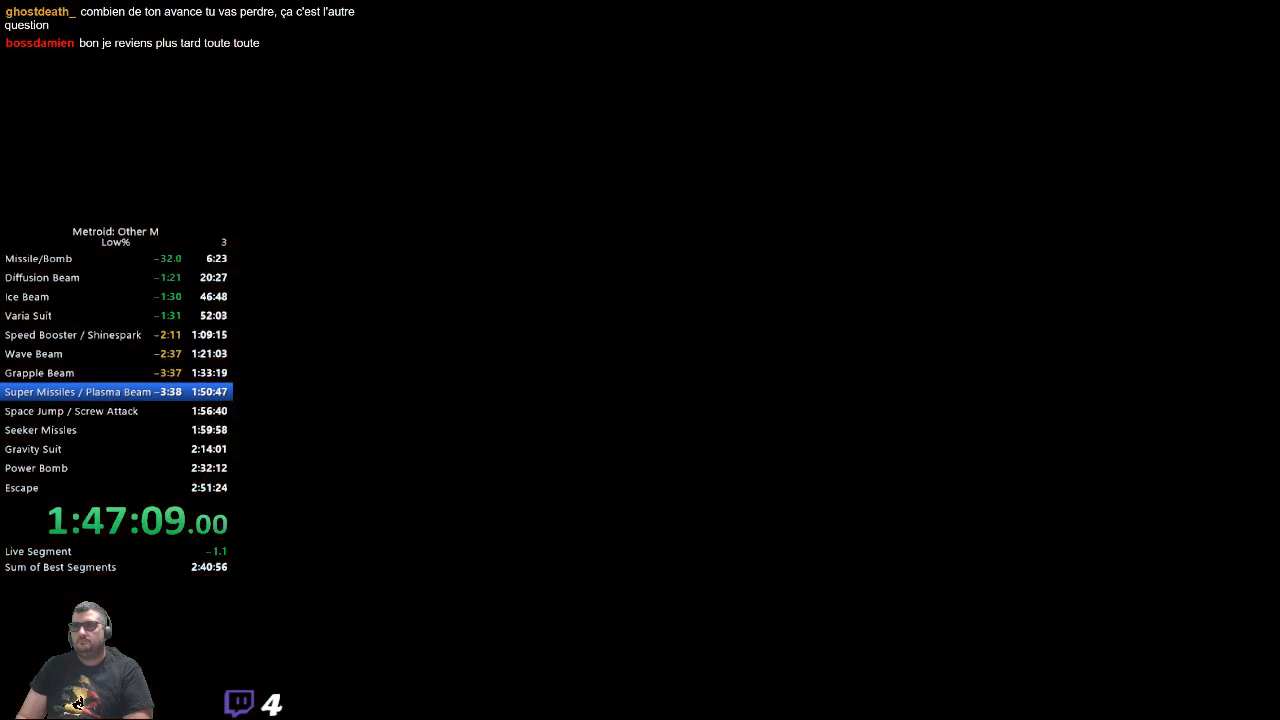 ghostdeath_ combien de ton avance tu vas perdre, ça c'est l'autre
question
bossdamien bon je reviens plus tard toute toute
Metroid: Other M
Low% 3
Missile/Bomb -32.0 6:23
Diffusion Beam -1:21 20:27
Ice Beam -1:30 46:48
Varia Suit -1:31 52:03
Speed Booster / Shinespark -2:11 1:09:15
Wave Beam -2:37 1:21:03
Grapple Beam -3:37 1:33:19
Super Missiles / Plasma Beam -3:38 1:50:47
Space Jump / Screw Attack 1:56:40
Seeker Missles 1:59:58
Gravity Suit 2:14:01
Power Bomb 2:32:12
Escape 2:51:24
1:47:09.00
Live Segment -1.1
Sum of Best Segments 2:40:56
4